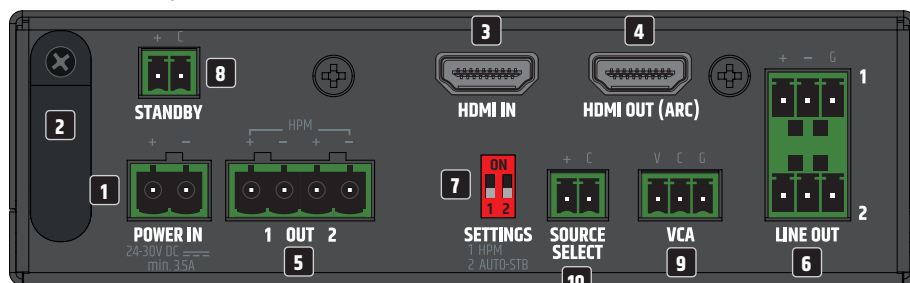 3
4
+ C
8
STANDBY
HDMI IN
HDMI OUT (ARC)
+ − G
1
2
HPM
+ − + −
1
POWER IN
24-30V DC
min. 3.5A
1 OUT 2
5
7
ON
1 2
SETTINGS
1 HPM
2 AUTO-STB
+ C
SOURCE
SELECT
10
V C G
VCA
9
2
LINE OUT
6